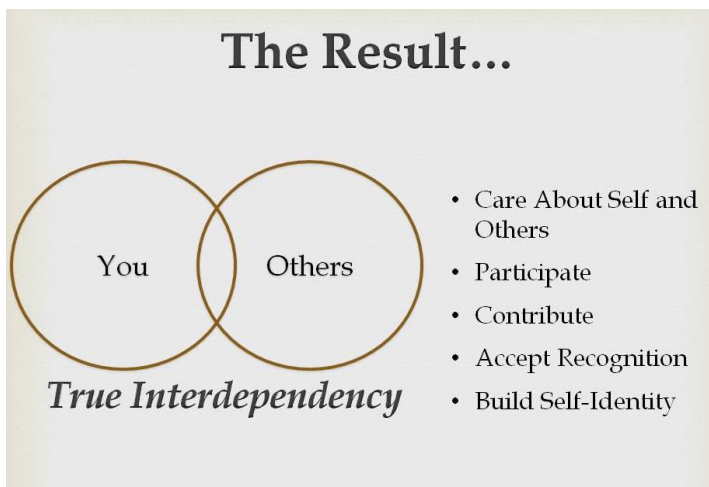 The Result...
You
Others
True Interdependency
• Care About Self and
Others
• Participate
• Contribute
• Accept Recognition
• Build Self-Identity